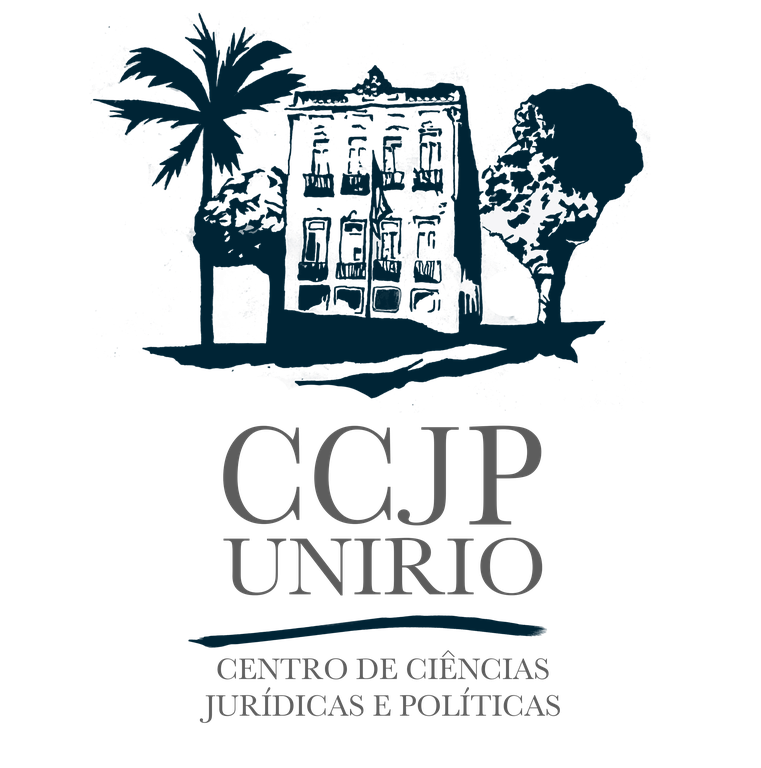 CCJP
UNIRIO
CENTRO DE CIÊNCIAS
JURÍDICAS E POLÍTICAS